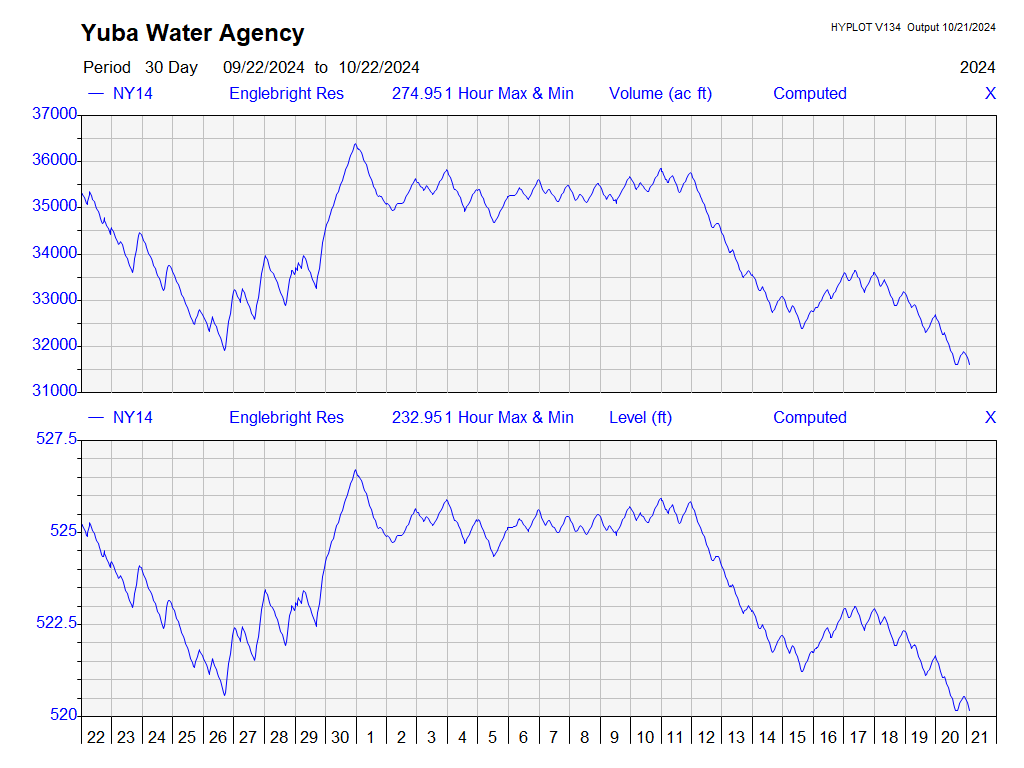 Yuba Water Agency
HYPLOT V134 Output 10/21/2024
Period 30 Day 09/22/2024 to 10/22/2024 2024
NY14 Englebright Res 274.951 Hour Max & Min Volume (ac ft) Computed X
37000
36000
35000
34000
33000
32000
31000
NY14 Englebright Res 232.951 Hour Max & Min Level (ft) Computed X
527.5
525
522.5
520
22 23 24 25 26 27 28 29 30 1 2 3 4 5 6 7 8 9 10 11 12 13 14 15 16 17 18 19 20 21